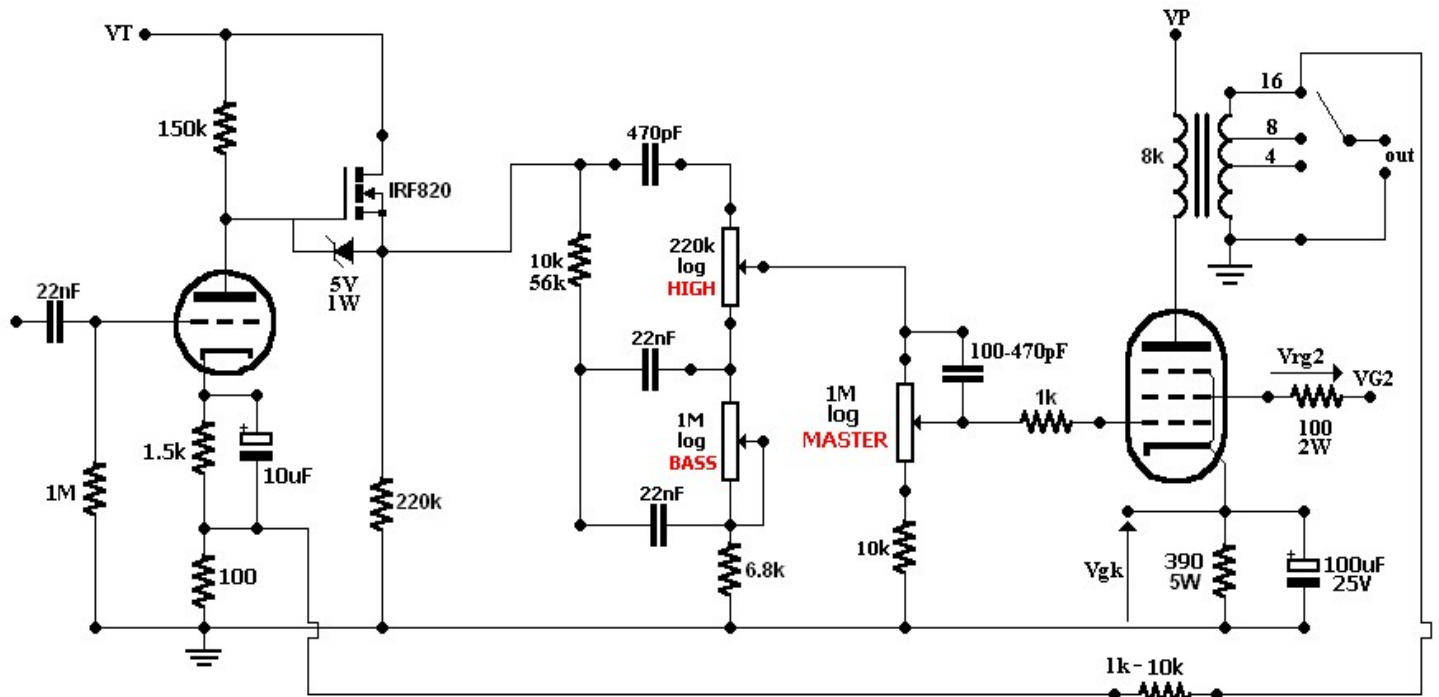 VT
VP
16
8
4
out
8k
150k
IRF820
470pF
10k
56k
220k
log
HIGH
5V
1W
22nF
22nF
100-470pF
Vrg2
VG2
1k
100
2W
1M
log
MASTER
1M
log
BASS
1.5k
+
10uF
1M
220k
22nF
6.8k
10k
Vgk
390
5W
+
100uF
25V
100
1k-10k